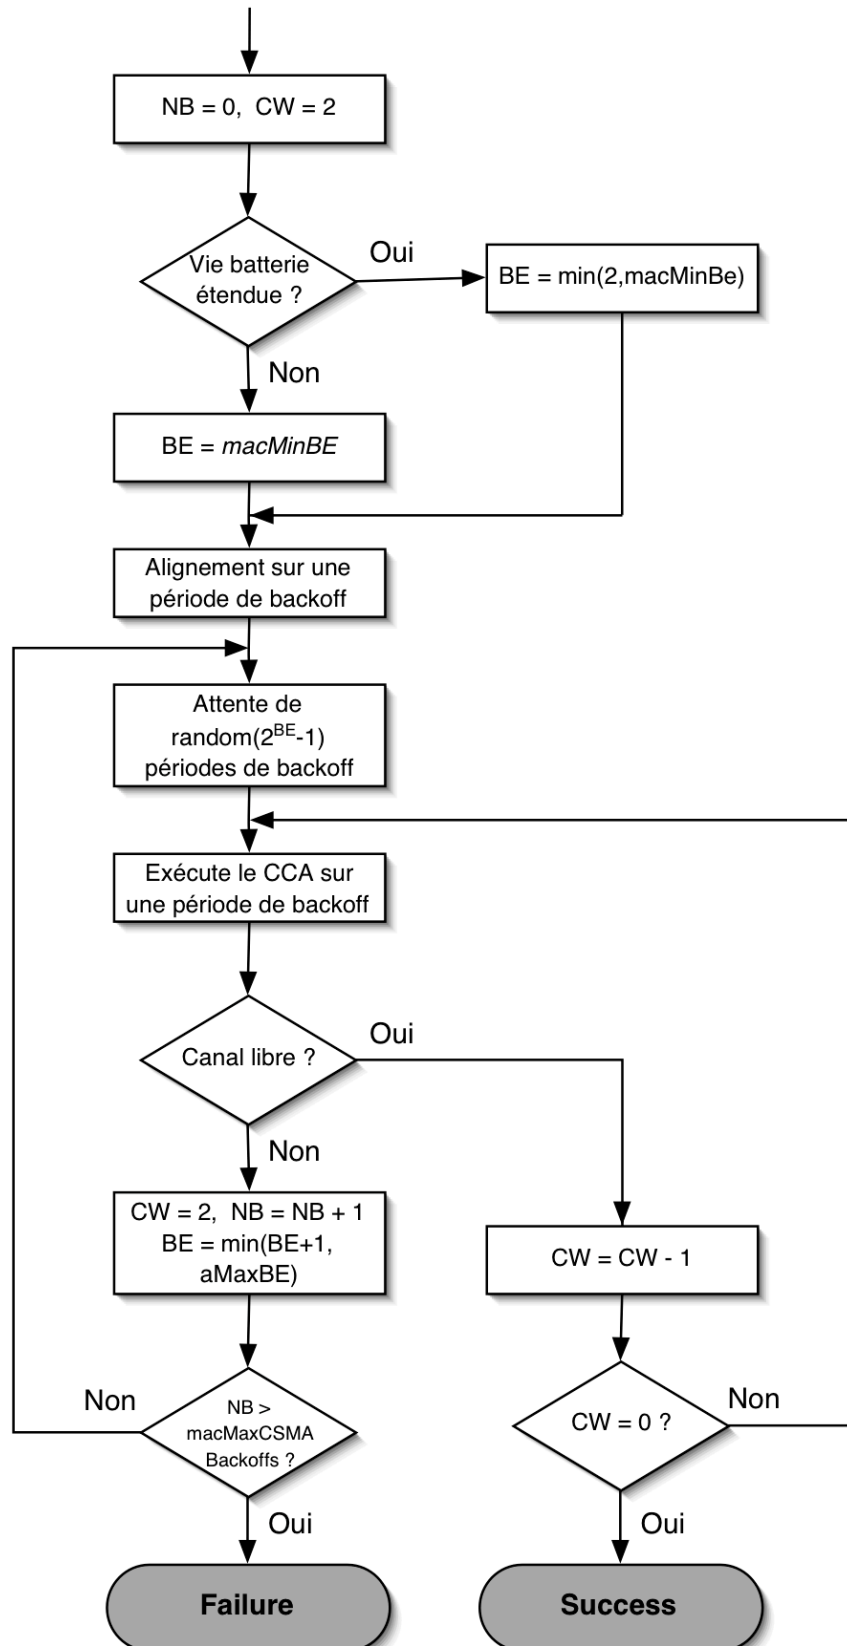 NB = 0,  CW = 2
Vie batterie
étendue ?
Oui
BE = min(2,macMinBe)
Non
BE = macMinBE
Alignement sur une
période de backoff
Attente de
random(2^BE-1)
périodes de backoff
Exécute le CCA sur
une période de backoff
Canal libre ?
Oui
Non
CW = 2,  NB = NB + 1
BE = min(BE+1,
aMaxBE)
CW = CW - 1
NB >
macMaxCSMA
Backoffs ?
Non
Oui
CW = 0 ?
Non
Oui
Failure
Success